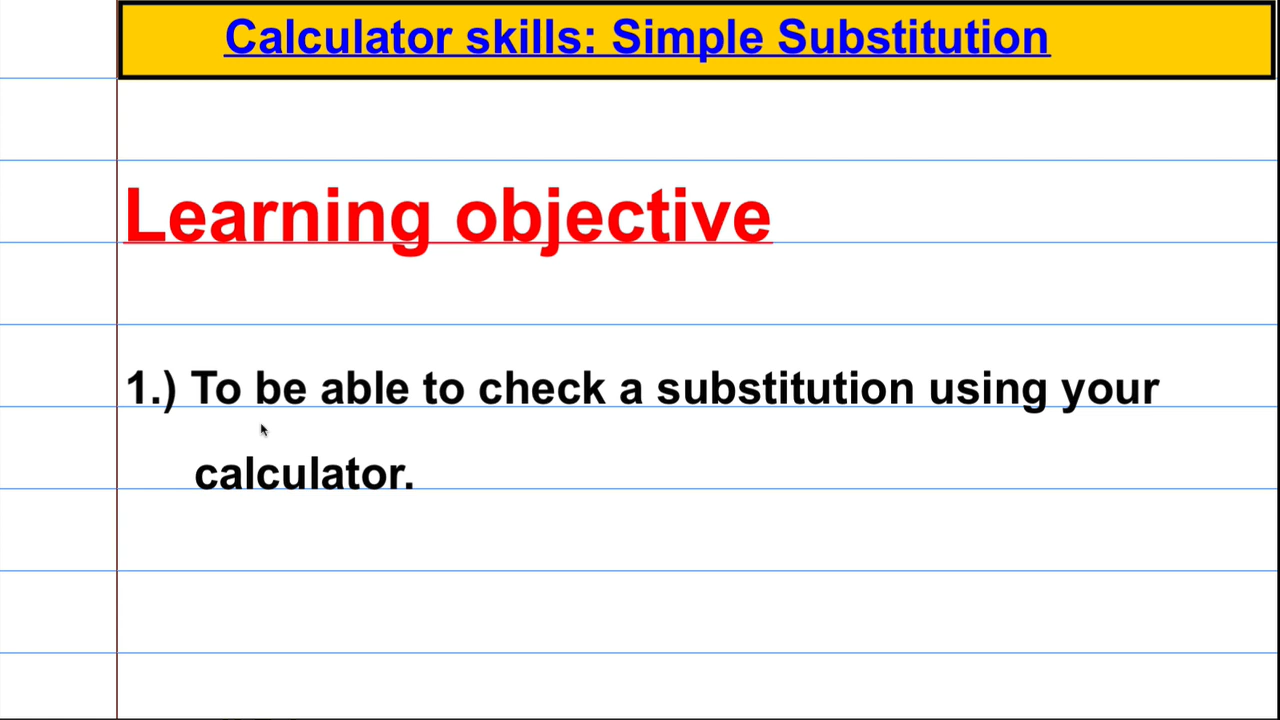 Calculator skills: Simple Substitution
Learning objective
1.) To be able to check a substitution using your
calculator.